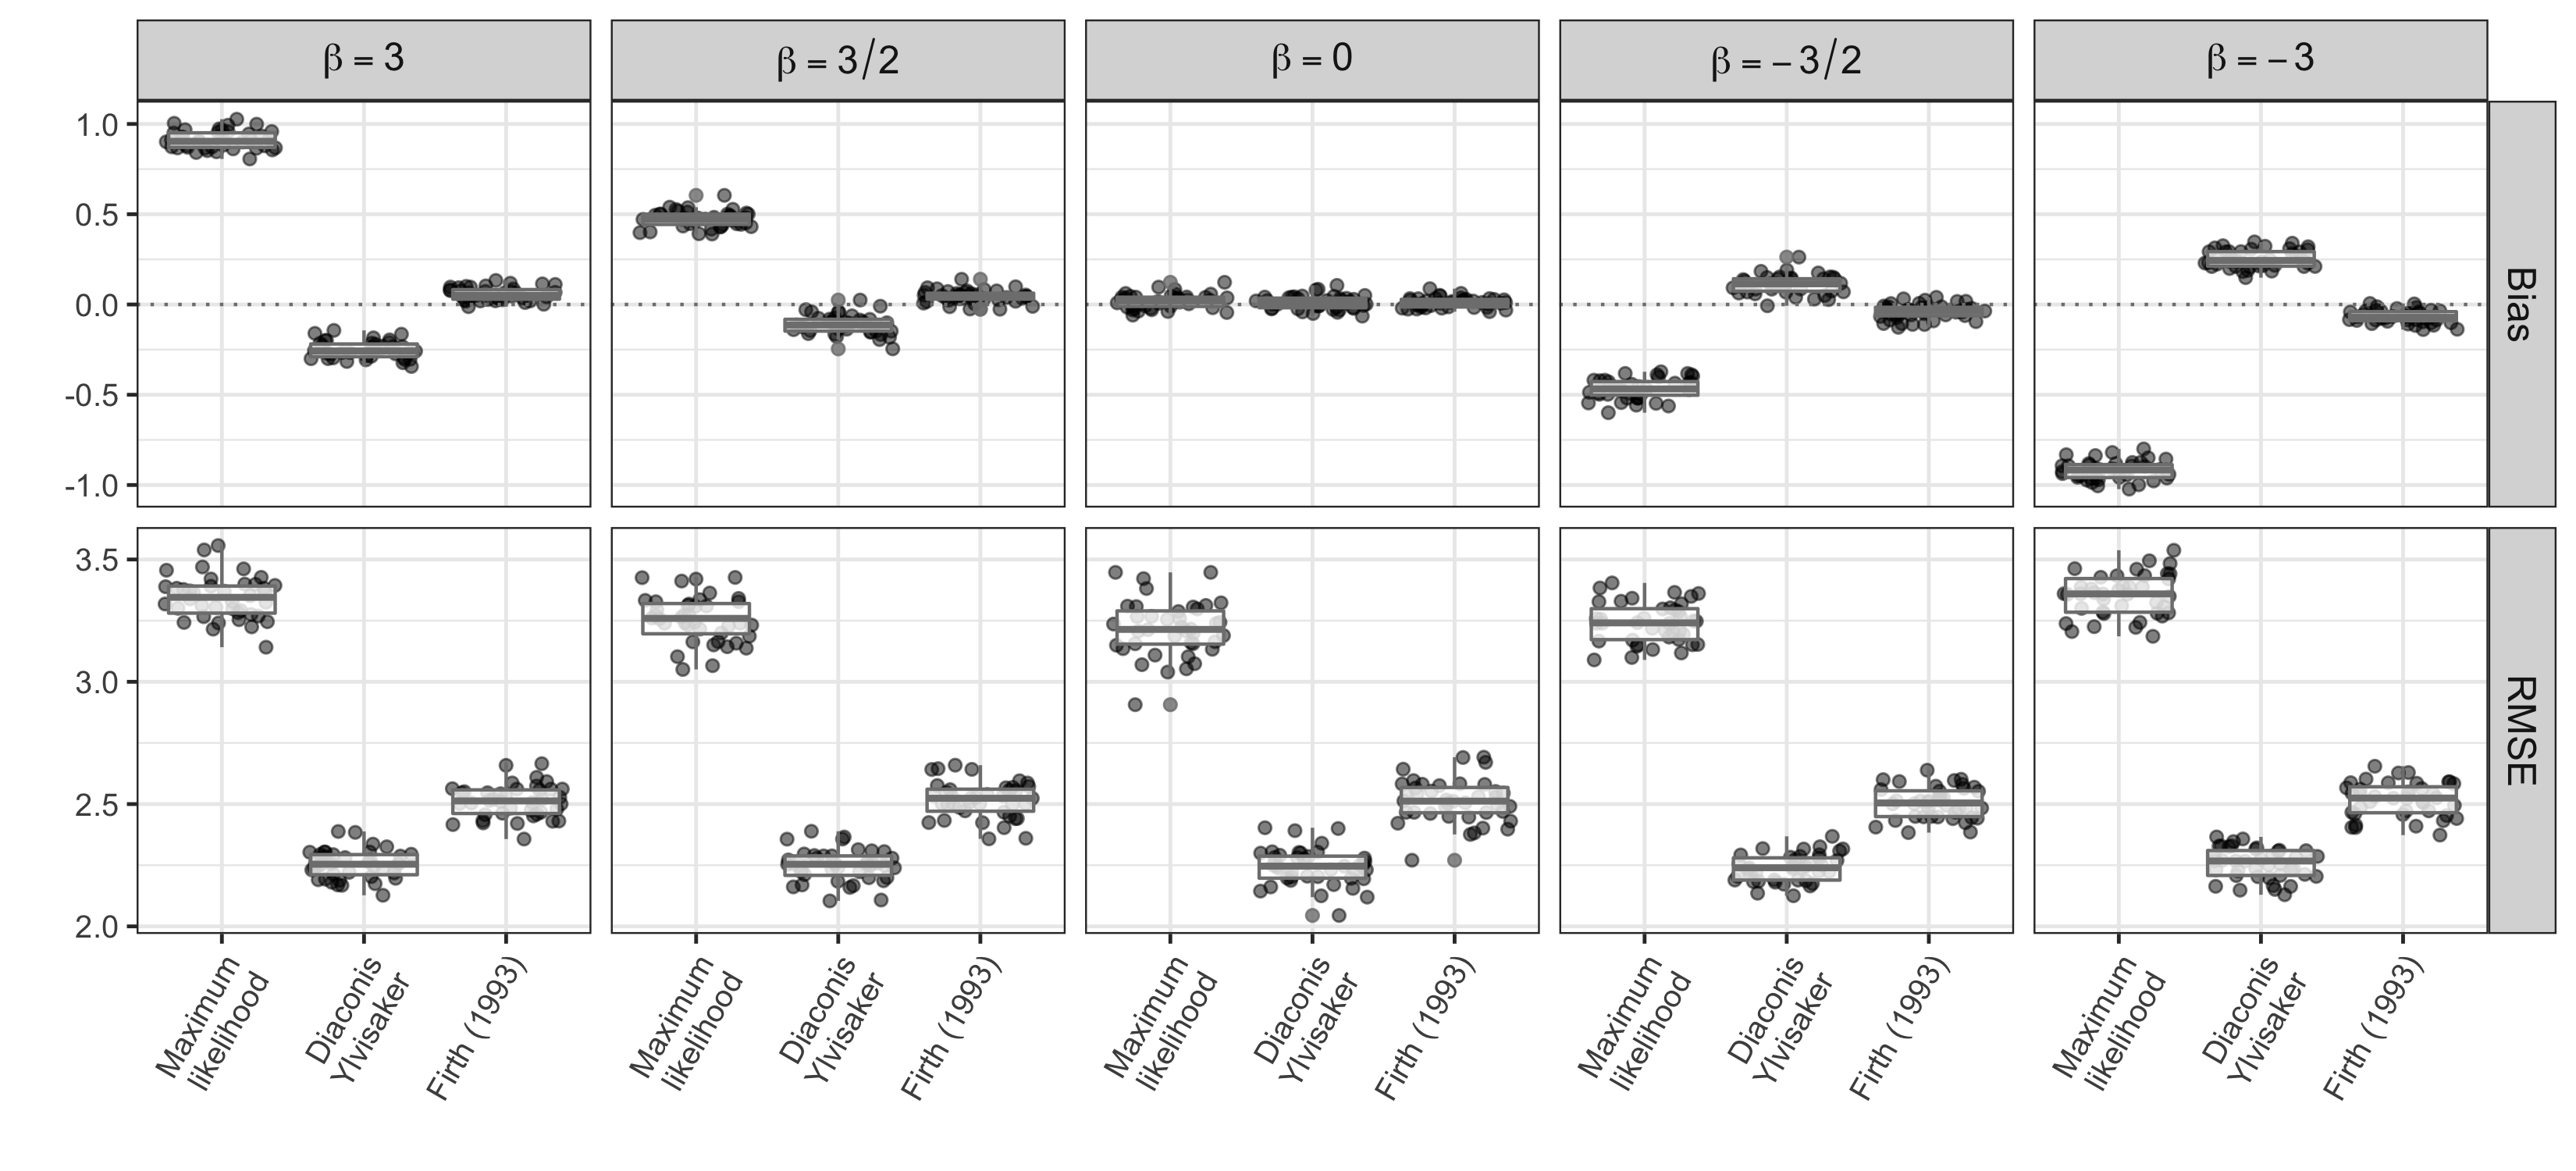 β = 3
β = 3/2
β = 0
β = − 3/2
β = − 3
1.0
0.5
0.0
-0.5
-1.0
Bias
3.5
3.0
2.5
2.0
RMSE
Maximum
likelihood
Diaconis
Ylvisaker
Firth (1993)
Maximum
likelihood
Diaconis
Ylvisaker
Firth (1993)
Maximum
likelihood
Diaconis
Ylvisaker
Firth (1993)
Maximum
likelihood
Diaconis
Ylvisaker
Firth (1993)
Maximum
likelihood
Diaconis
Ylvisaker
Firth (1993)